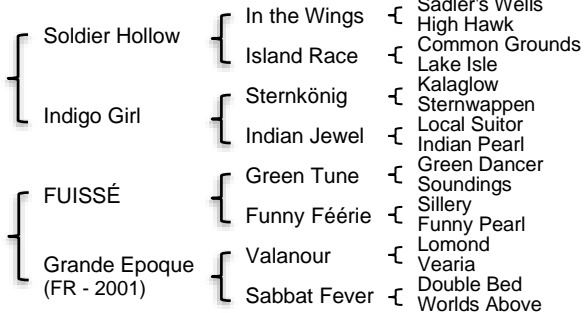 Soldier Hollow
Indigo Girl
FUISSÉ
Grande Epoque
(FR - 2001)
In the Wings
Island Race
Sternkönig
Indian Jewel
Green Tune
Funny Féérie
Valanour
Sabbat Fever
Sadler's Wells
High Hawk
Common Grounds
Lake Isle
Kalaglow
Sternwappen
Local Suitor
Indian Pearl
Green Dancer
Soundings
Sillery
Funny Pearl
Lomond
Vearia
Double Bed
Worlds Above